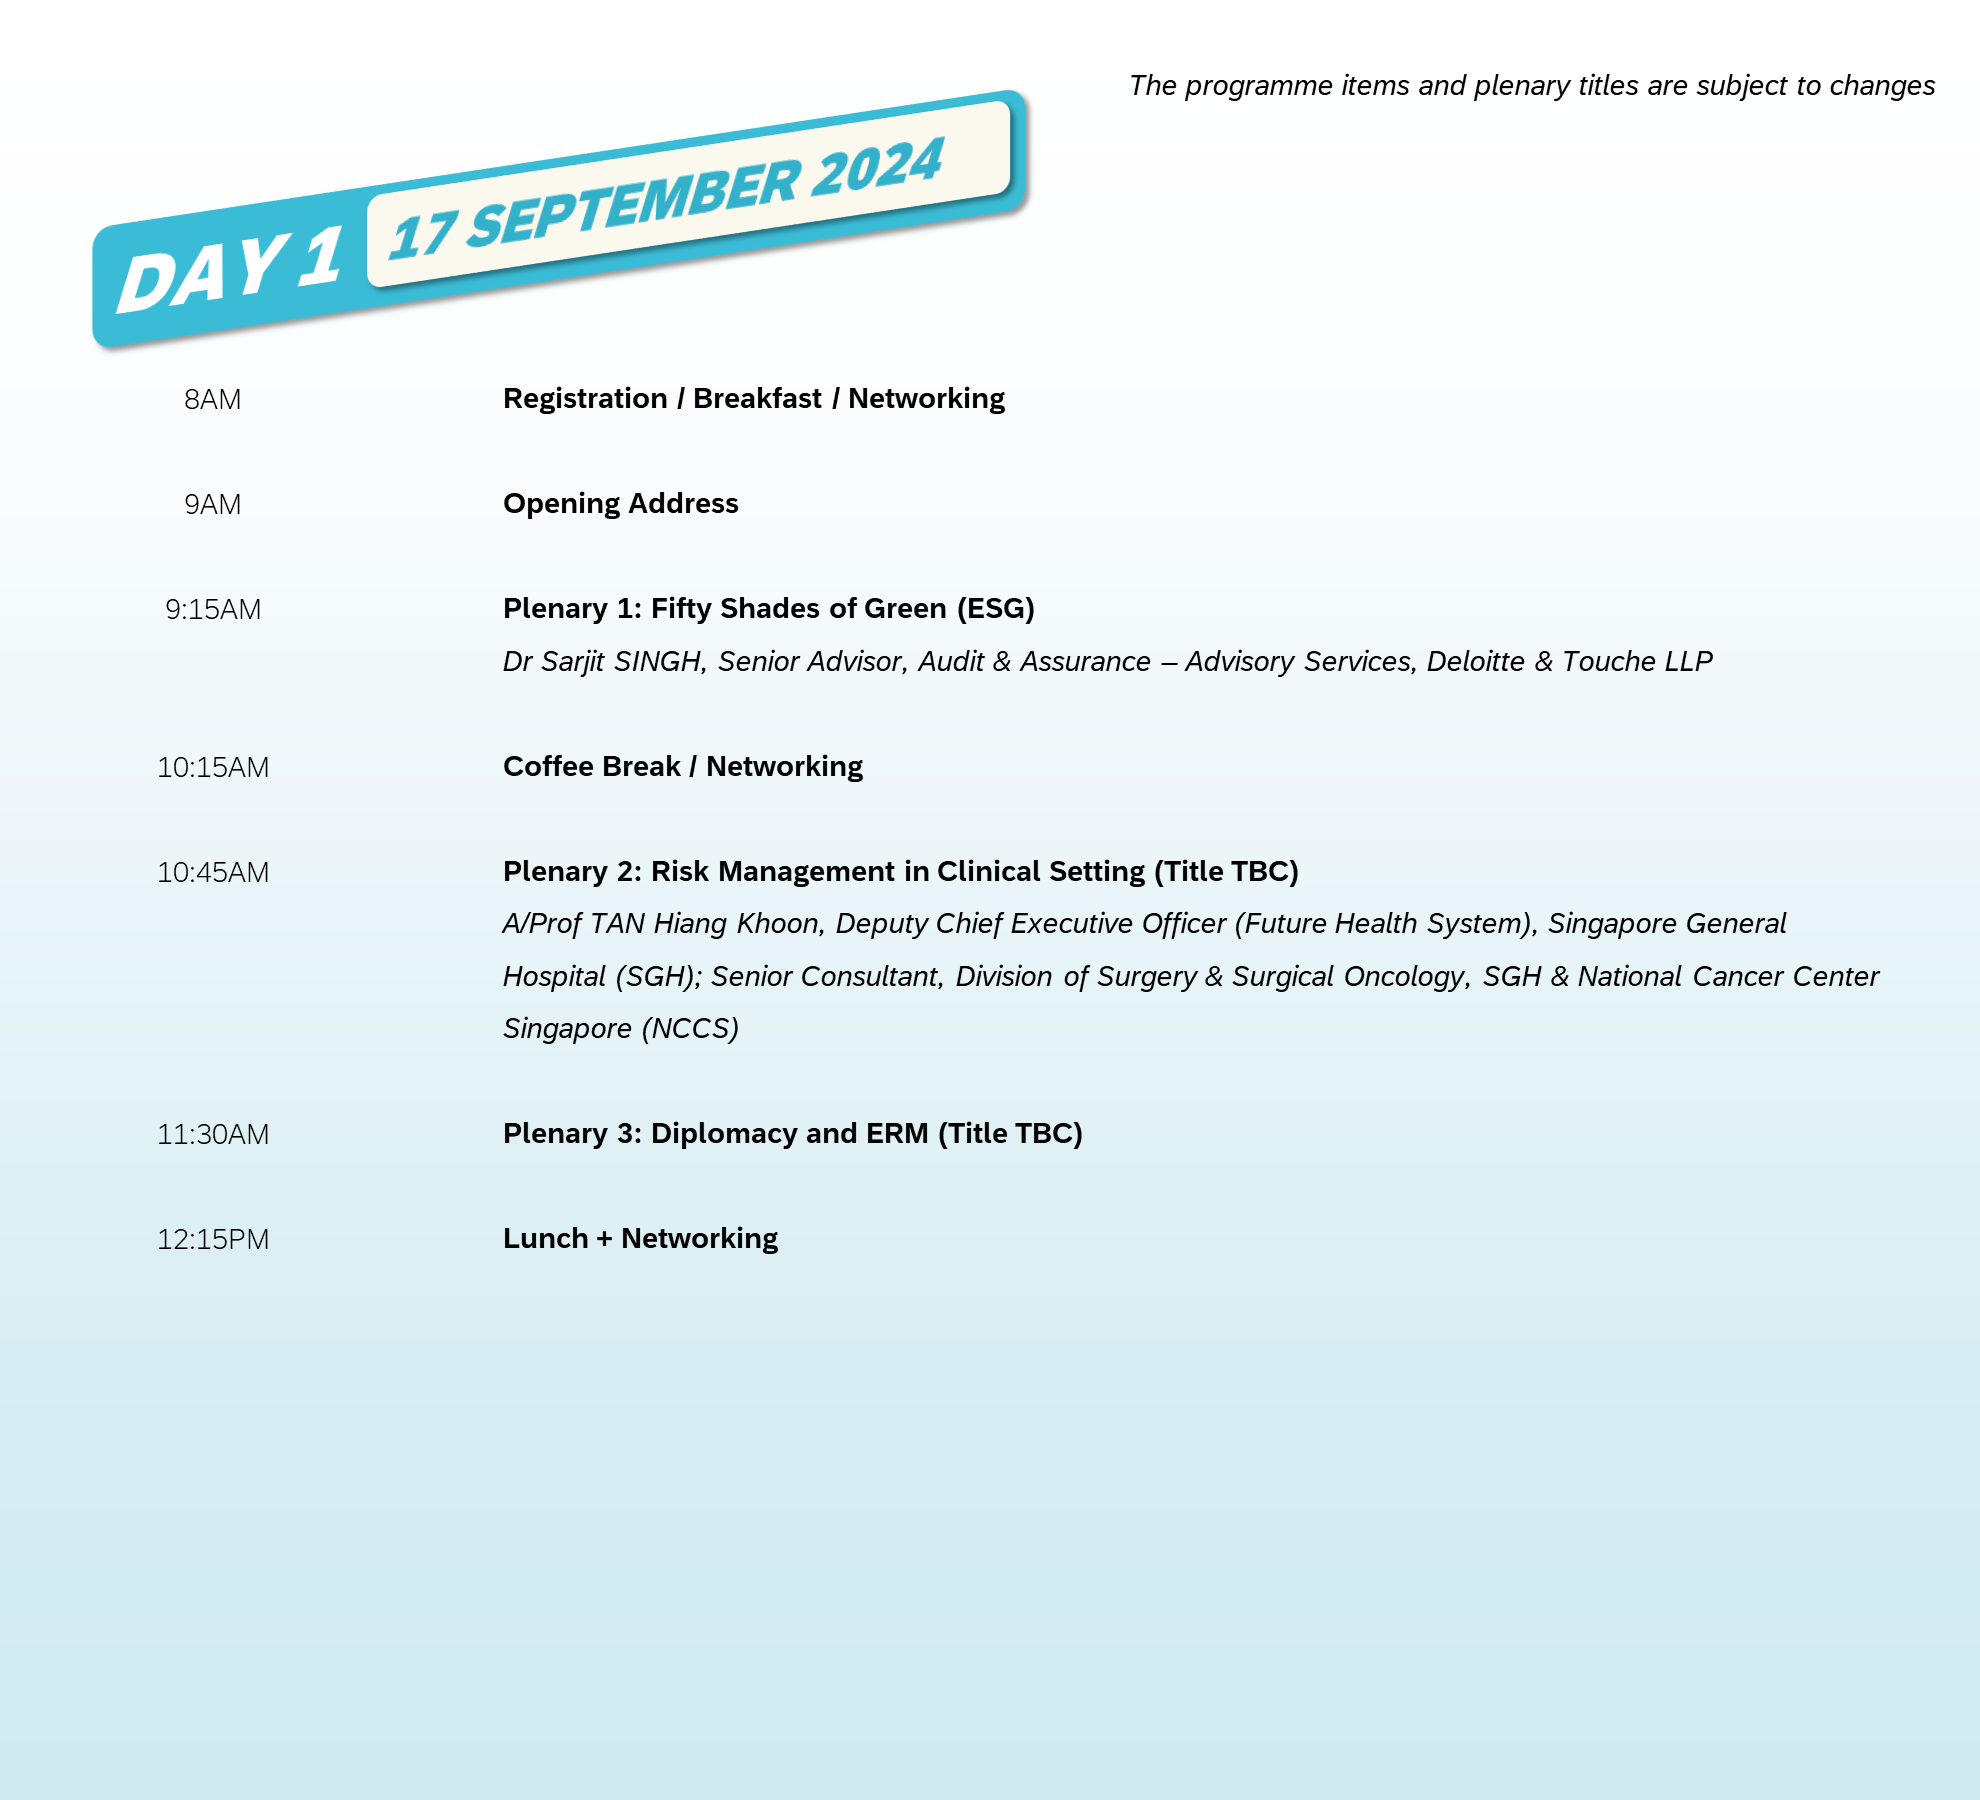 The programme items and plenary titles are subject to changes
DAY 1 17 SEPTEMBER 2024
8AM Registration / Breakfast / Networking
9AM Opening Address
9:15AM Plenary 1: Fifty Shades of Green (ESG)
Dr Sarjit SINGH, Senior Advisor, Audit & Assurance – Advisory Services, Deloitte & Touche LLP
10:15AM Coffee Break / Networking
10:45AM Plenary 2: Risk Management in Clinical Setting (Title TBC)
A/Prof TAN Hiang Khoon, Deputy Chief Executive Officer (Future Health System), Singapore General
Hospital (SGH); Senior Consultant, Division of Surgery & Surgical Oncology, SGH & National Cancer Center
Singapore (NCCS)
11:30AM Plenary 3: Diplomacy and ERM (Title TBC)
12:15PM Lunch + Networking